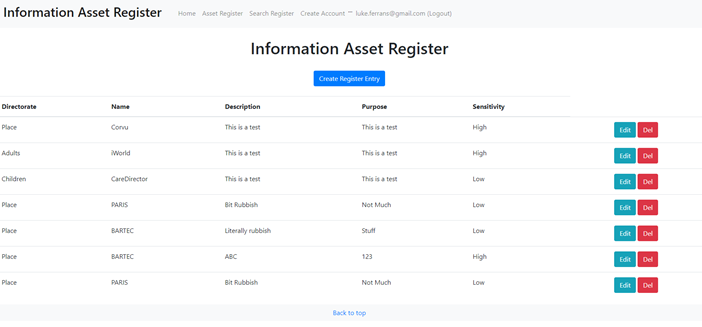 Information Asset Register Home Asset Register Search Register Create Account luke.ferrans@gmail.com (Logout)
Information Asset Register
Create Register Entry
Directorate Name Description Purpose Sensitivity
Place Corvu This is a test This is a test High Edit Del
Adults iWorld This is a test This is a test High Edit Del
Children CareDirector This is a test This is a test Low Edit Del
Place PARIS Bit Rubbish Not Much Low Edit Del
Place BARTEC Literally rubbish Stuff Low Edit Del
Place BARTEC ABC 123 High Edit Del
Place PARIS Bit Rubbish Not Much Low Edit Del
Back to top